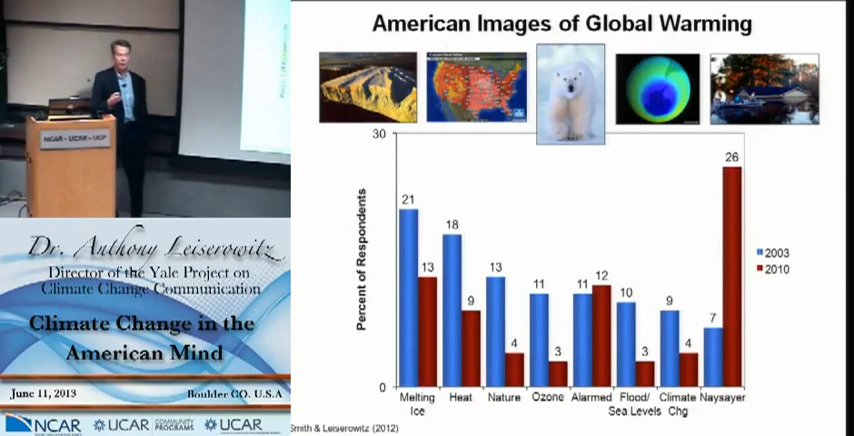 NCAR • UCAR • UCP
Dr. Anthony Leiserowitz
Director of the Yale Project on
Climate Change Communication
Climate Change in the
American Mind
June 11, 2013
Boulder CO. U.S.A
NCAR
UCAR
COMMUNITY
PROGRAMS
UCAR
American Images of Global Warming
Percent of Respondents
30
0
21
13
18
9
13
4
11
3
11
12
10
3
9
4
7
26
2003
2010
Melting
Ice
Heat
Nature
Ozone
Alarmed
Flood/
Sea Levels
Climate
Chg
Naysayer
Smith & Leiserowitz (2012)